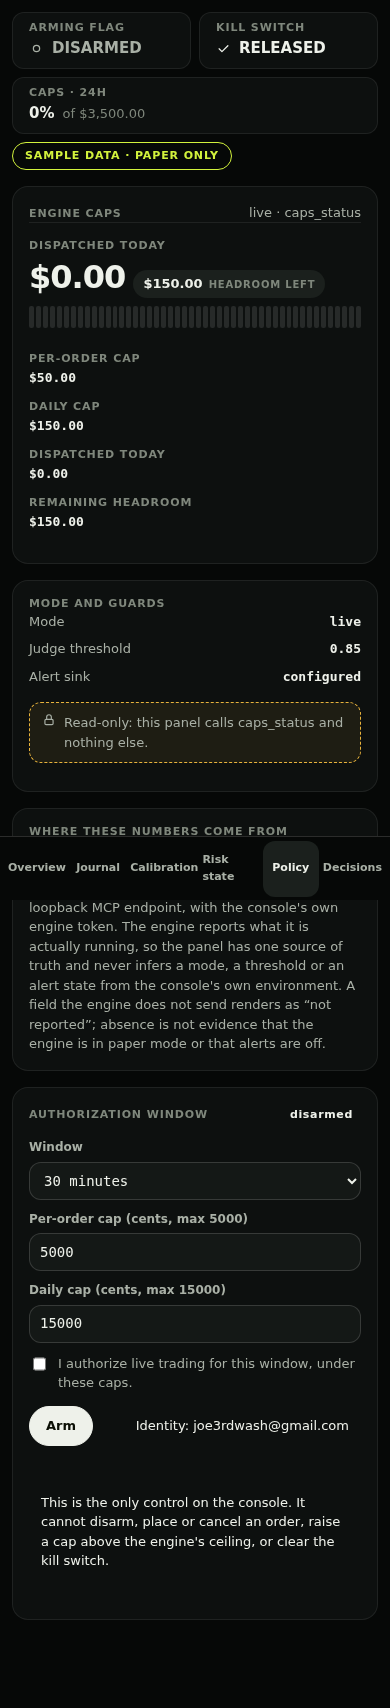 ARMING FLAG
DISARMED
KILL SWITCH
RELEASED
CAPS · 24H
0% of $3,500.00
SAMPLE DATA · PAPER ONLY
ENGINE CAPS
live · caps_status
DISPATCHED TODAY
$0.00 $150.00 HEADROOM LEFT
PER-ORDER CAP
$50.00
DAILY CAP
$150.00
DISPATCHED TODAY
$0.00
REMAINING HEADROOM
$150.00
MODE AND GUARDS
Mode live
Judge threshold 0.85
Alert sink configured
Read-only: this panel calls caps_status and
nothing else.
WHERE THESE NUMBERS COME FROM
Overview Journal Calibration Risk state Policy Decisions
loopback MCP endpoint, with the console's own
engine token. The engine reports what it is
actually running, so the panel has one source of
truth and never infers a mode, a threshold or an
alert state from the console's own environment. A
field the engine does not send renders as “not
reported”; absence is not evidence that the
engine is in paper mode or that alerts are off.
AUTHORIZATION WINDOW disarmed
Window
30 minutes
Per-order cap (cents, max 5000)
5000
Daily cap (cents, max 15000)
15000
I authorize live trading for this window, under
these caps.
Arm Identity: joe3rdwash@gmail.com
This is the only control on the console. It
cannot disarm, place or cancel an order, raise
a cap above the engine's ceiling, or clear the
kill switch.